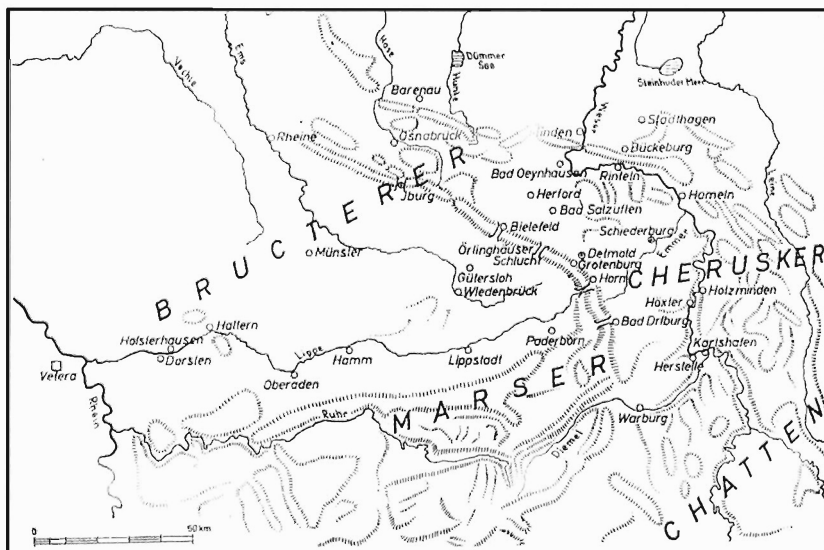 Vechte
Ems
Hase
Hunte
Dümmer
See
Weser
Steinhuder Meer
Leine
Barenau
Stadthagen
Rheine
Osnabrück
inden
Bückeburg
Bad Oeynhausen
Rinteln
Jburg
Herford
Hameln
Bad Salzuflen
Bielefeld
Schiederburg
Emmer
Münster
Örlinghauser
Schlucht
Detmold
Grotenburg
Gütersloh
Horn
Wiedenbrück
Holzminden
Höxter
BRUCTERER
CHERUSKER
Haltern
Holsterhausen
Dorsten
Lippe
Hamm
Lippstadt
Paderborn
Bad Driburg
Karlshafen
Vetera
Rhein
Oberaden
Herstelle
Ruhr
MARSER
Warburg
Diemel
CHATTEN
0 50 km